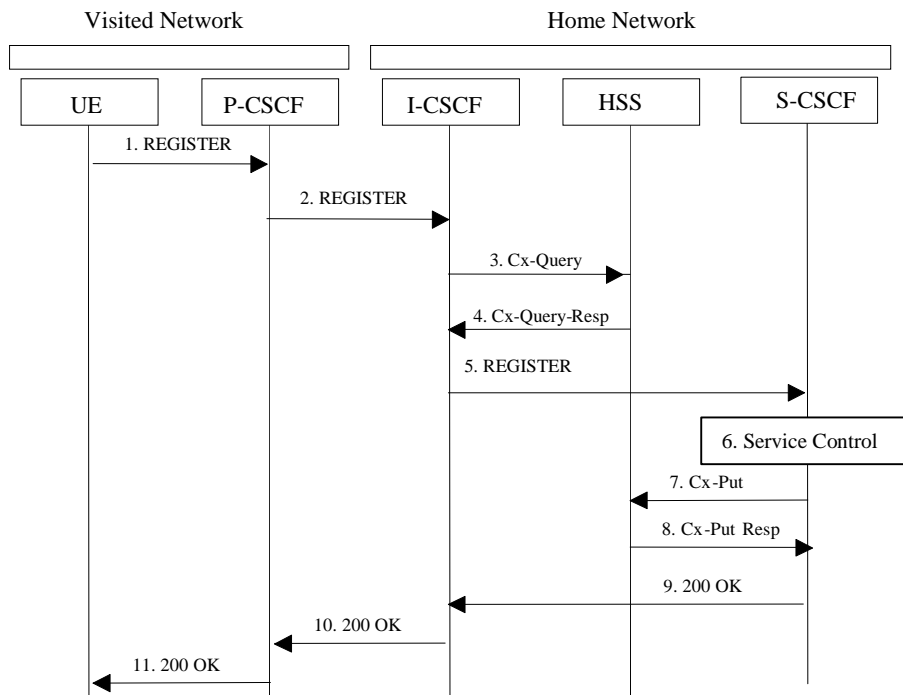 Visited Network
Home Network
UE
P-CSCF
I-CSCF
HSS
S-CSCF
1. REGISTER
2. REGISTER
3. Cx-Query
4. Cx-Query-Resp
5. REGISTER
6. Service Control
7. Cx-Put
8. Cx-Put Resp
9. 200 OK
10. 200 OK
11. 200 OK